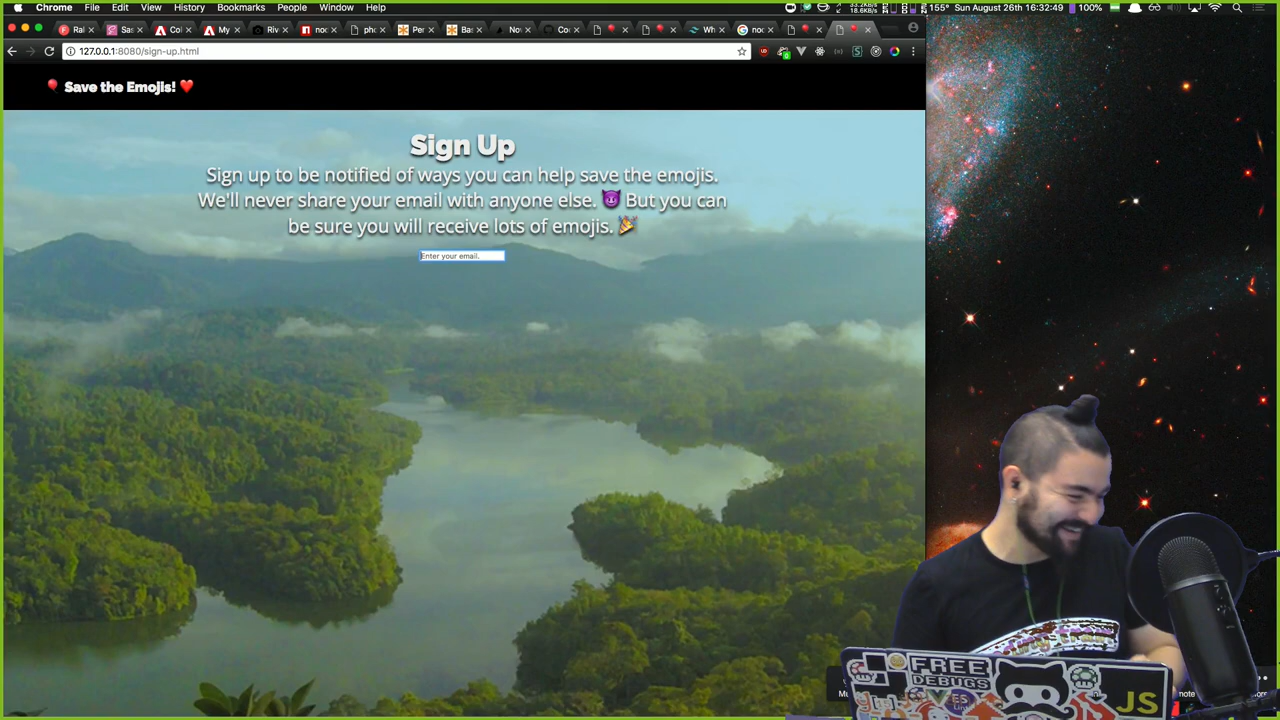 Chrome File Edit View History Bookmarks People Window Help
155° Sun August 26th 16:32:49 100%
127.0.0.1:8080/sign-up.html
🎈 Save the Emojis! ❤️
Sign Up
Sign up to be notified of ways you can help save the emojis.
We'll never share your email with anyone else. 😈 But you can
be sure you will receive lots of emojis. 🎉
Enter your email.
FREE
DEBUGS
JS